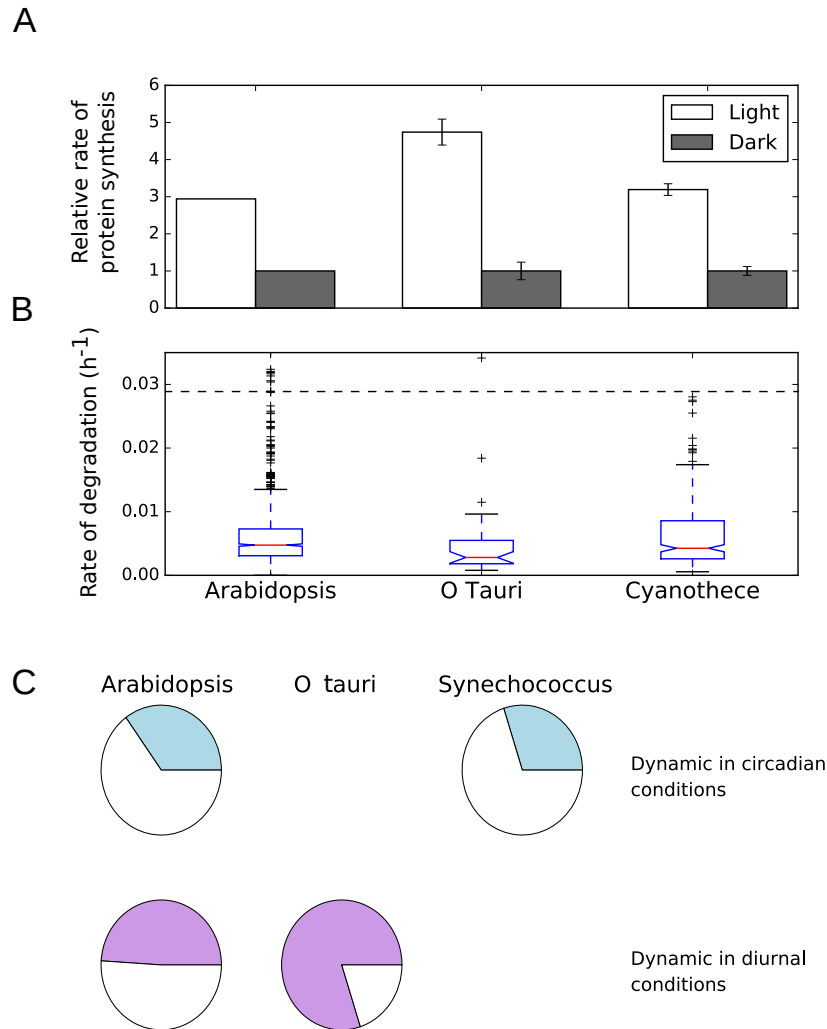 A
Relative rate of
protein synthesis
6
5
4
3
2
1
0
Light
Dark
B
Rate of degradation (h-1)
0.03
0.02
0.01
0.00
Arabidopsis O Tauri Cyanothece
C
Arabidopsis O tauri Synechococcus
Dynamic in circadian
conditions
Dynamic in diurnal
conditions